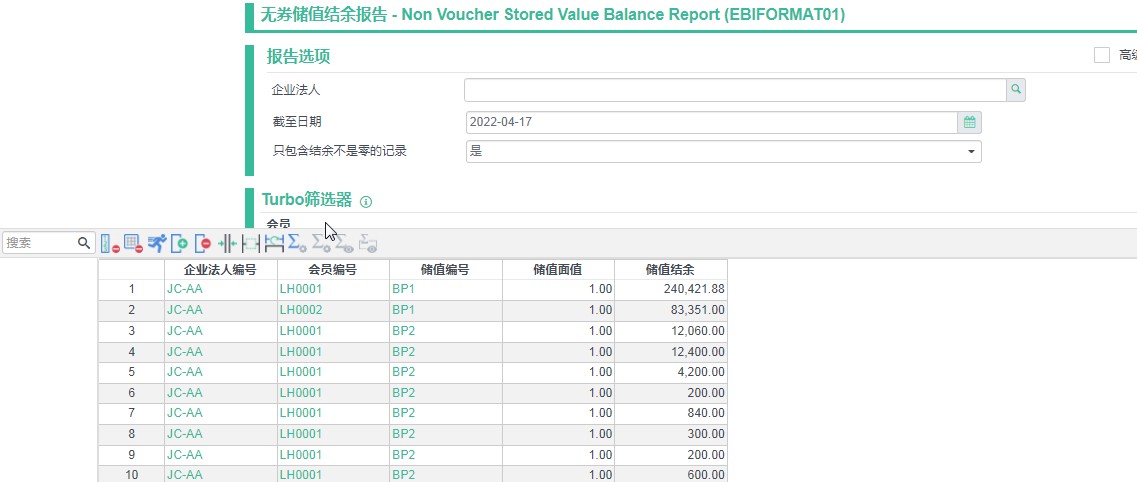 无券储值结余报告 - Non Voucher Stored Value Balance Report (EBIFORMAT01)
报告选项
高级
企业法人
截至日期 2022-04-17
只包含结余不是零的记录 是
Turbo筛选器
会员
搜索
企业法人编号 会员编号 储值编号 储值面值 储值结余
1 JC-AA LH0001 BP1 1.00 240,421.88
2 JC-AA LH0002 BP1 1.00 83,351.00
3 JC-AA LH0001 BP2 1.00 12,060.00
4 JC-AA LH0001 BP2 1.00 12,400.00
5 JC-AA LH0001 BP2 1.00 4,200.00
6 JC-AA LH0001 BP2 1.00 200.00
7 JC-AA LH0001 BP2 1.00 840.00
8 JC-AA LH0001 BP2 1.00 300.00
9 JC-AA LH0001 BP2 1.00 200.00
10 JC-AA LH0001 BP2 1.00 600.00